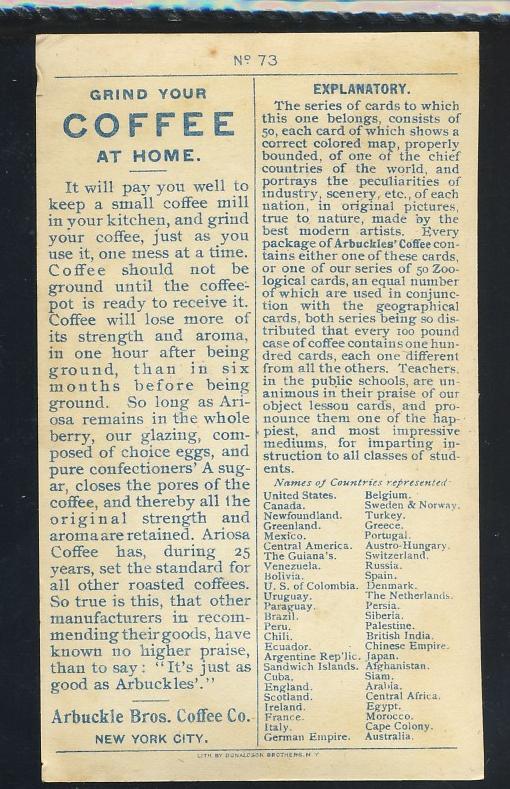 Nº 73
GRIND YOUR
COFFEE
AT HOME.
It will pay you well to
keep a small coffee mill
in your kitchen, and grind
your coffee, just as you
use it, one mess at a time.
Coffee should not be
ground until the coffee-
pot is ready to receive it.
Coffee will lose more of
its strength and aroma,
in one hour after being
ground, than in six
months before being
ground. So long as Ari-
osa remains in the whole
berry, our glazing, com-
posed of choice eggs, and
pure confectioners' A sug-
ar, closes the pores of the
coffee, and thereby all the
original strength and
aroma are retained. Ariosa
Coffee has, during 25
years, set the standard for
all other roasted coffees.
So true is this, that other
manufacturers in recom-
mending their goods, have
known no higher praise,
than to say: "It's just as
good as Arbuckles'."
Arbuckle Bros. Coffee Co.
NEW YORK CITY.
EXPLANATORY.
The series of cards to which
this one belongs, consists of
50, each card of which shows a
correct colored map, properly
bounded, of one of the chief
countries of the world, and
portrays the peculiarities of
industry, scenery, etc., of each
nation, in original pictures,
true to nature, made by the
best modern artists. Every
package of Arbuckles' Coffee con-
tains either one of these cards,
or one of our series of 50 Zoo-
logical cards, an equal number
of which are used in conjunc-
tion with the geographical
cards, both series being so dis-
tributed that every 100 pound
case of coffee contains one hun-
dred cards, each one different
from all the others. Teachers,
in the public schools, are un-
animous in their praise of our
object lesson cards, and pro-
nounce them one of the hap-
piest, and most impressive
mediums, for imparting in-
struction to all classes of stud-
ents.
Names of Countries represented
United States. Belgium.
Canada. Sweden & Norway.
Newfoundland. Turkey.
Greenland. Greece.
Mexico. Portugal.
Central America. Austro-Hungary.
The Guiana's. Switzerland.
Venezuela. Russia.
Bolivia. Spain.
U. S. of Colombia. Denmark.
Uruguay. The Netherlands.
Paraguay. Persia.
Brazil. Siberia.
Peru. Palestine.
Chili. British India.
Ecuador. Chinese Empire.
Argentine Rep'lic. Japan.
Sandwich Islands. Afghanistan.
Cuba. Siam.
England. Arabia.
Scotland. Central Africa.
Ireland. Egypt.
France. Morocco.
Italy. Cape Colony.
German Empire. Australia.
LITH. BY DONALDSON BROTHERS, N. Y.